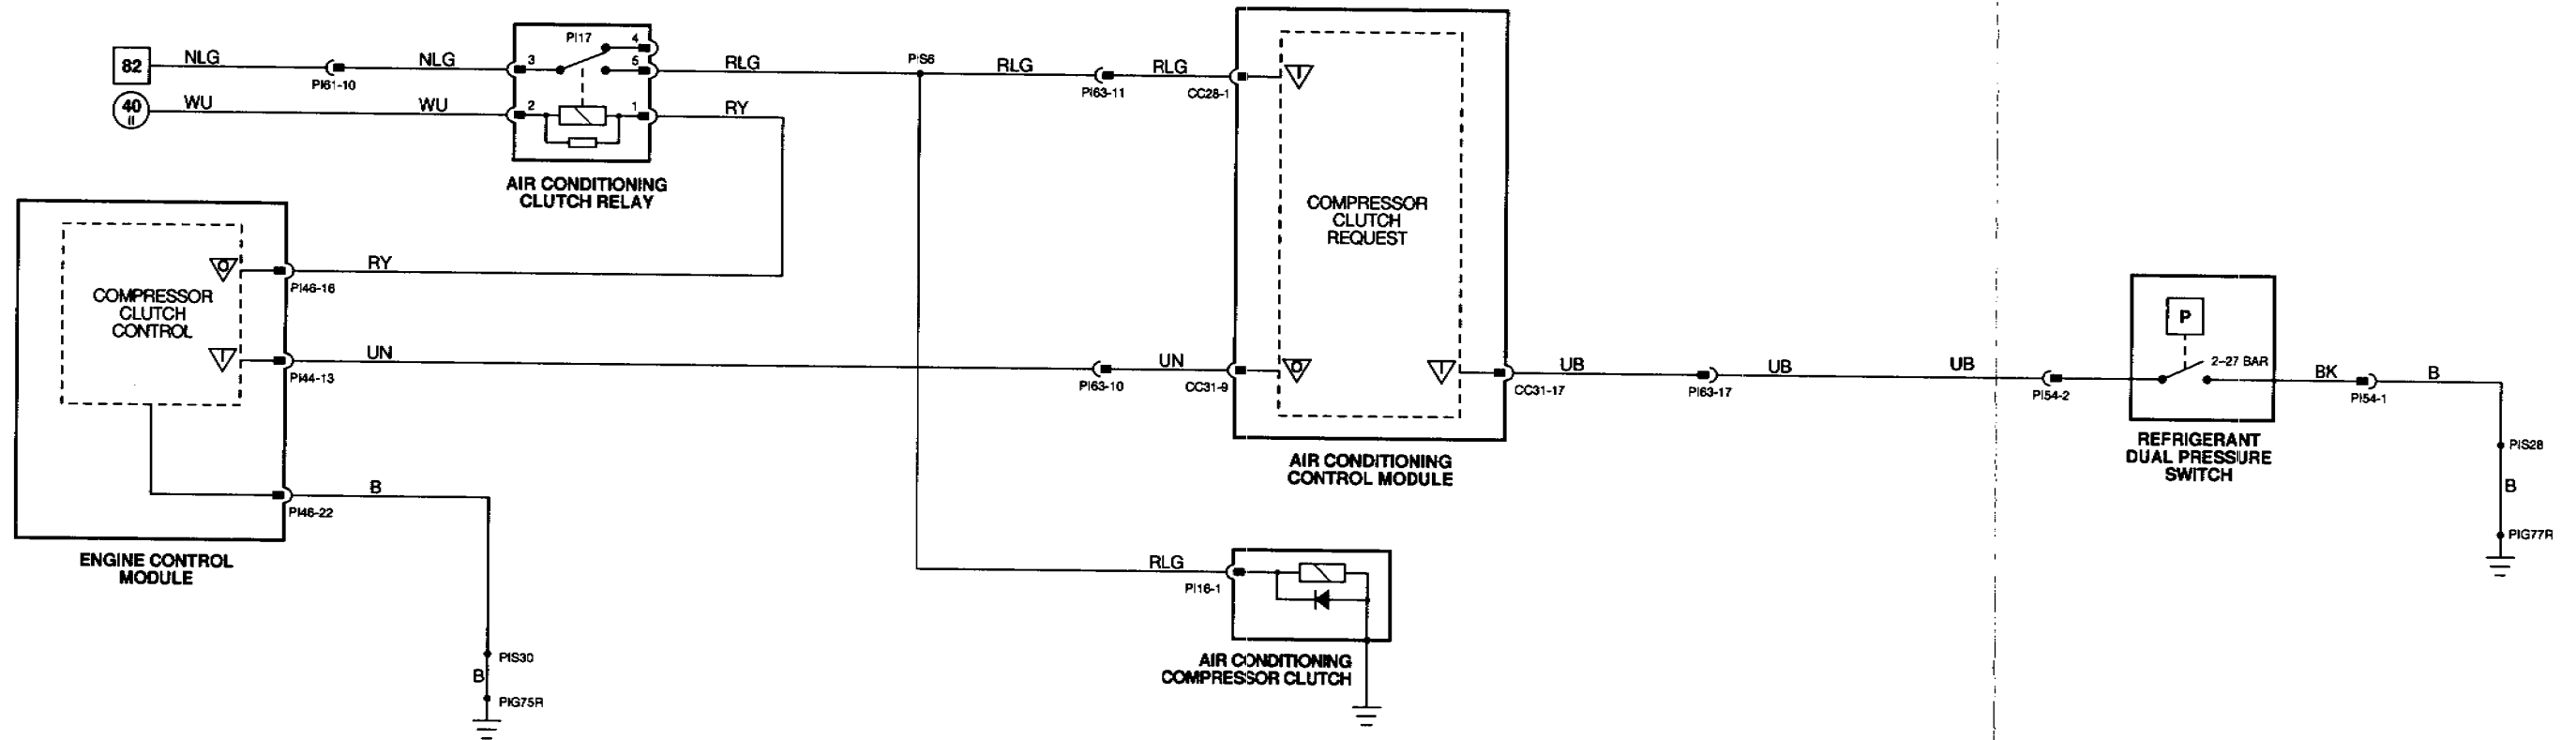 82
NLG
PI61-10
NLG
40
II
WU
WU
PI17
3
4
5
2
1
AIR CONDITIONING
CLUTCH RELAY
RLG
RY
PIS6
RLG
PI63-11
RLG
CC28-1
I
COMPRESSOR
CLUTCH
REQUEST
O
I
AIR CONDITIONING
CONTROL MODULE
COMPRESSOR
CLUTCH
CONTROL
O
I
RY
PI46-16
UN
PI44-13
B
PI46-22
ENGINE CONTROL
MODULE
PIS30
B
PIG75R
PI63-10
UN
CC31-9
CC31-17
UB
PI63-17
UB
UB
PI54-2
P
2-27 BAR
REFRIGERANT
DUAL PRESSURE
SWITCH
BK
PI54-1
B
PIS28
B
PIG77R
RLG
PI16-1
AIR CONDITIONING
COMPRESSOR CLUTCH